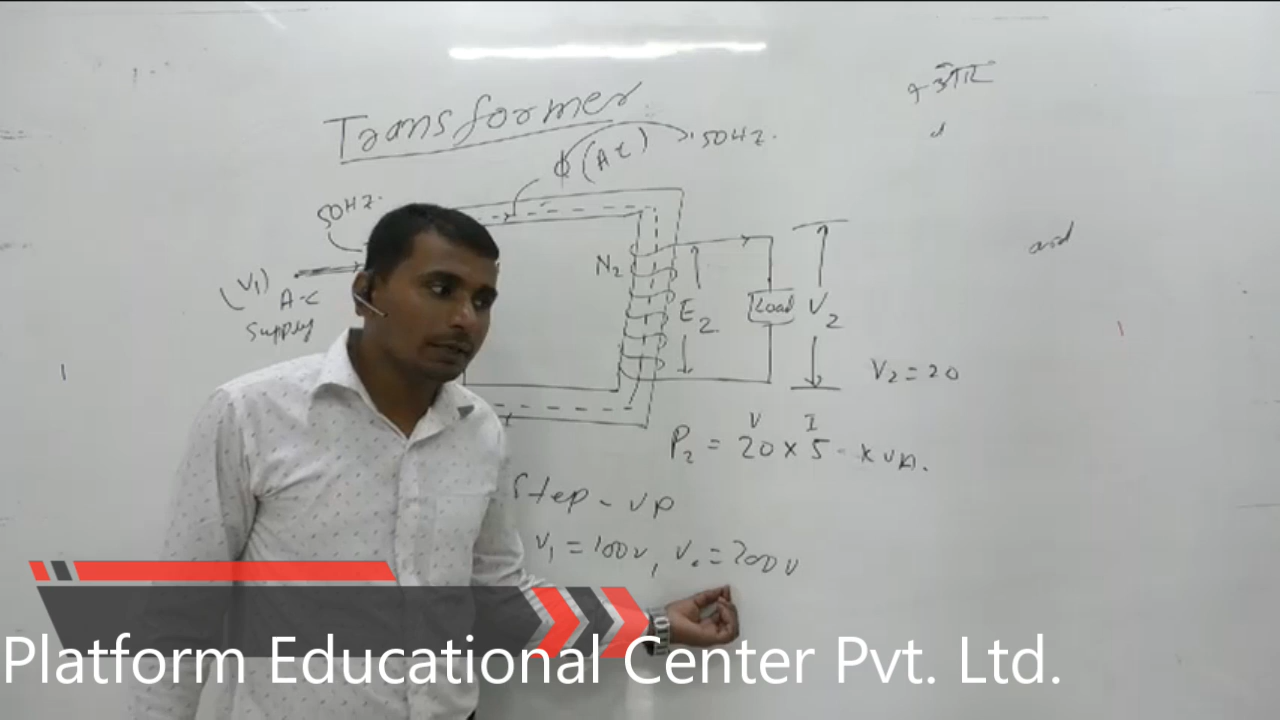 Transformer
Φ(At) 50HZ.
50HZ.
(V1)
A-C
Supply
N2
E2
Load
V2
V2=20
V I
P2 = 20 x 5 - KVA.
Step-up
V1 = 100V, V2 = 200V
Platform Educational Center Pvt. Ltd.